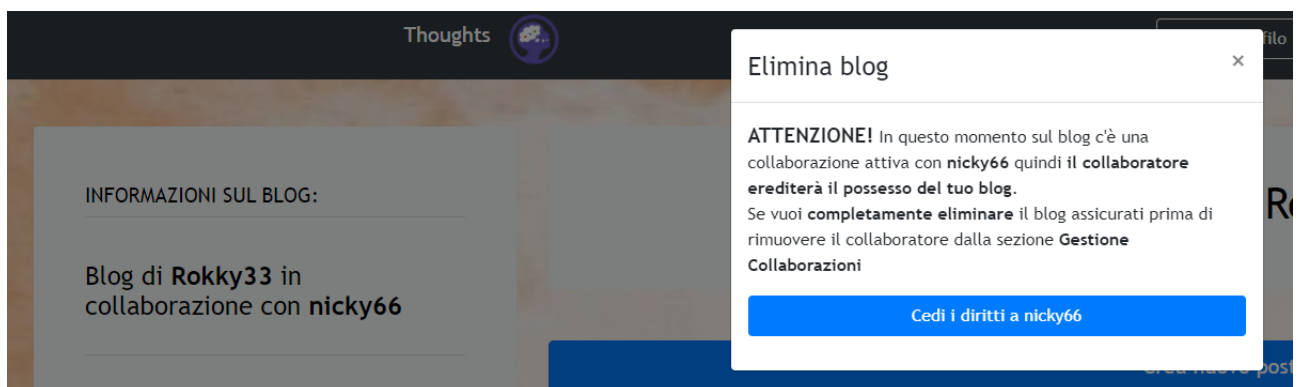 Thoughts
filo
Elimina blog
×
ATTENZIONE! In questo momento sul blog c'è una
collaborazione attiva con nicky66 quindi il collaboratore
erediterà il possesso del tuo blog.
Se vuoi completamente eliminare il blog assicurati prima di
rimuovere il collaboratore dalla sezione Gestione
Collaborazioni
Cedi i diritti a nicky66
INFORMAZIONI SUL BLOG:
Blog di Rokky33 in
collaborazione con nicky66